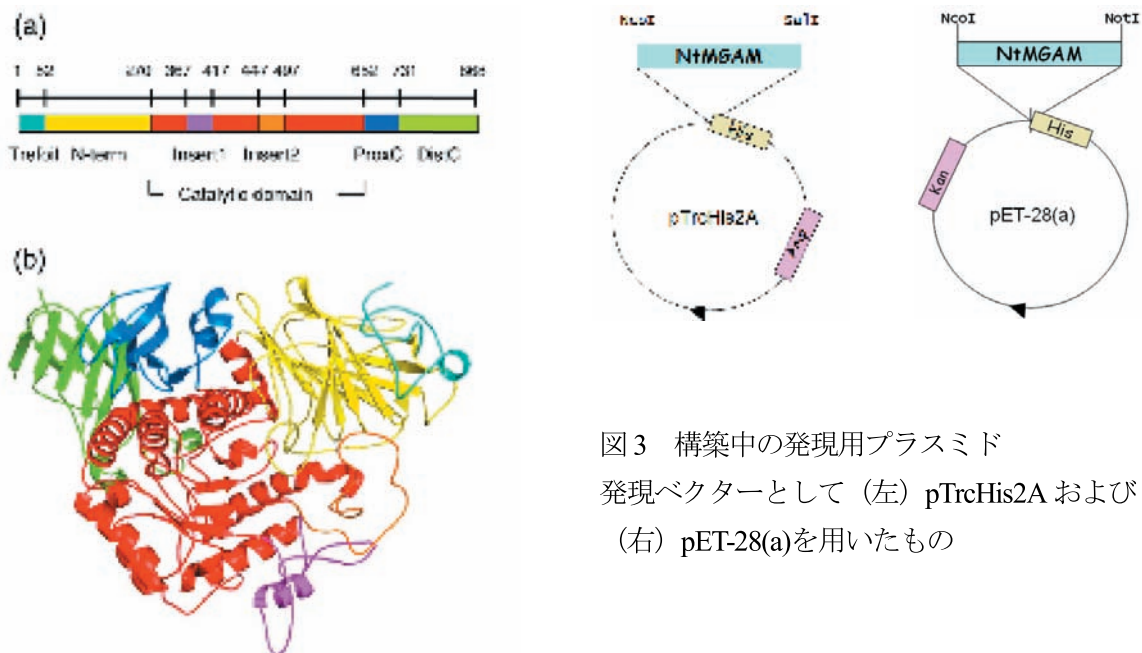 (a)
1 52 270 367 417 447 497 652 731 868
Trefoil N-term Insert1 Insert2 ProxC DistC
Catalytic domain
(b)
NcoI SalI
NtMGAM
His
Amp
pTrcHis2A
NcoI NotI
NtMGAM
His
Kan
pET-28(a)
図3　構築中の発現用プラスミド
発現ベクターとして（左）pTrcHis2A および
（右）pET-28(a)を用いたもの